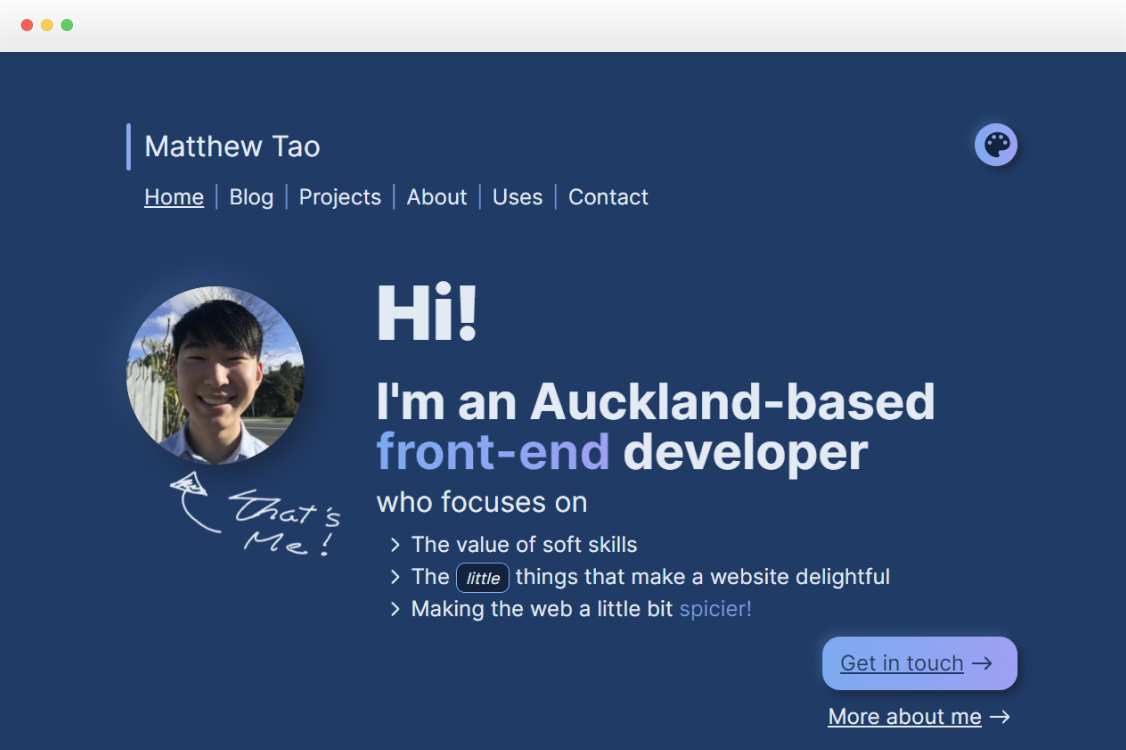 Matthew Tao
Home | Blog | Projects | About | Uses | Contact
Hi!
I'm an Auckland-based
front-end developer
who focuses on
That's
Me!
The value of soft skills
The little things that make a website delightful
Making the web a little bit spicier!
Get in touch →
More about me →